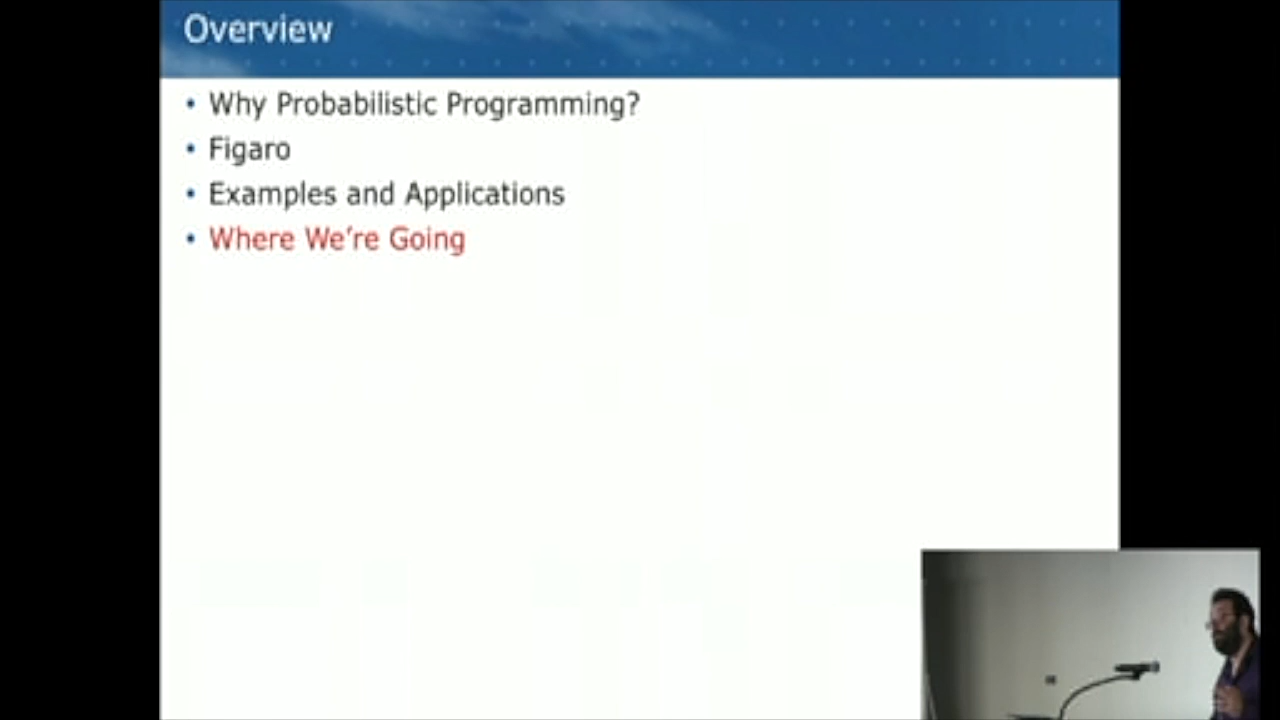 Overview
• Why Probabilistic Programming?
• Figaro
• Examples and Applications
• Where We're Going